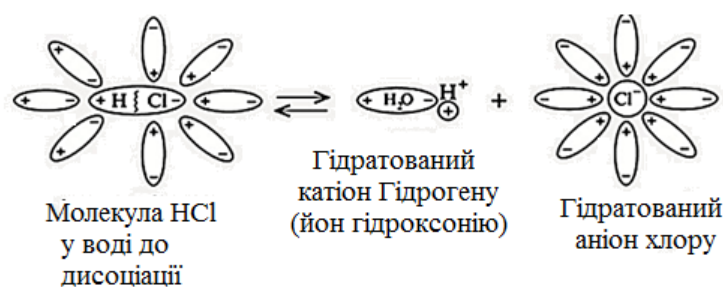 + H Cl -
+ H₂O - H⁺
+
Cl⁻
Молекула HCl
у воді до
дисоціації
Гідратований
катіон Гідрогену
(йон гідроксонію)
Гідратований
аніон хлору